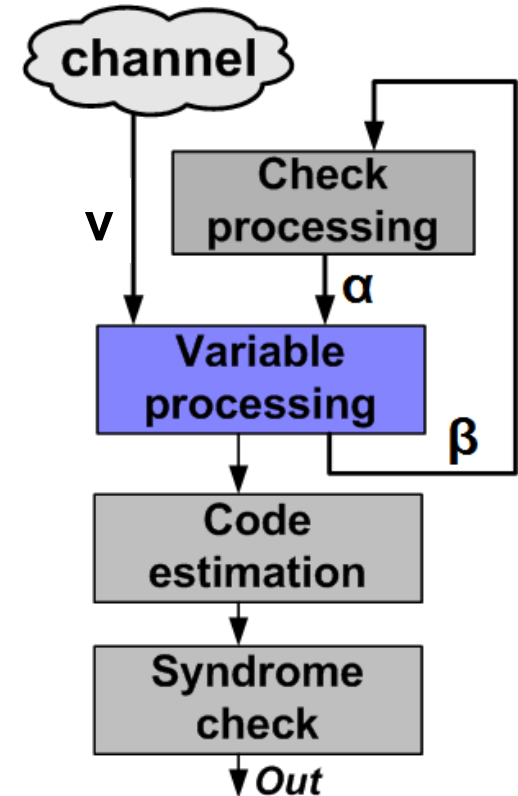 channel
Check
processing
v
α
Variable
processing
β
Code
estimation
Syndrome
check
Out